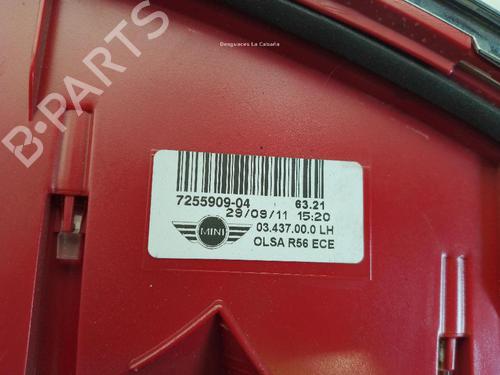 Desguaces La Cabaña
B-PARTS
7255909-04 63.21
29/09/11 15:20
03.437.00.0 LH
MINI
OLSA R56 ECE